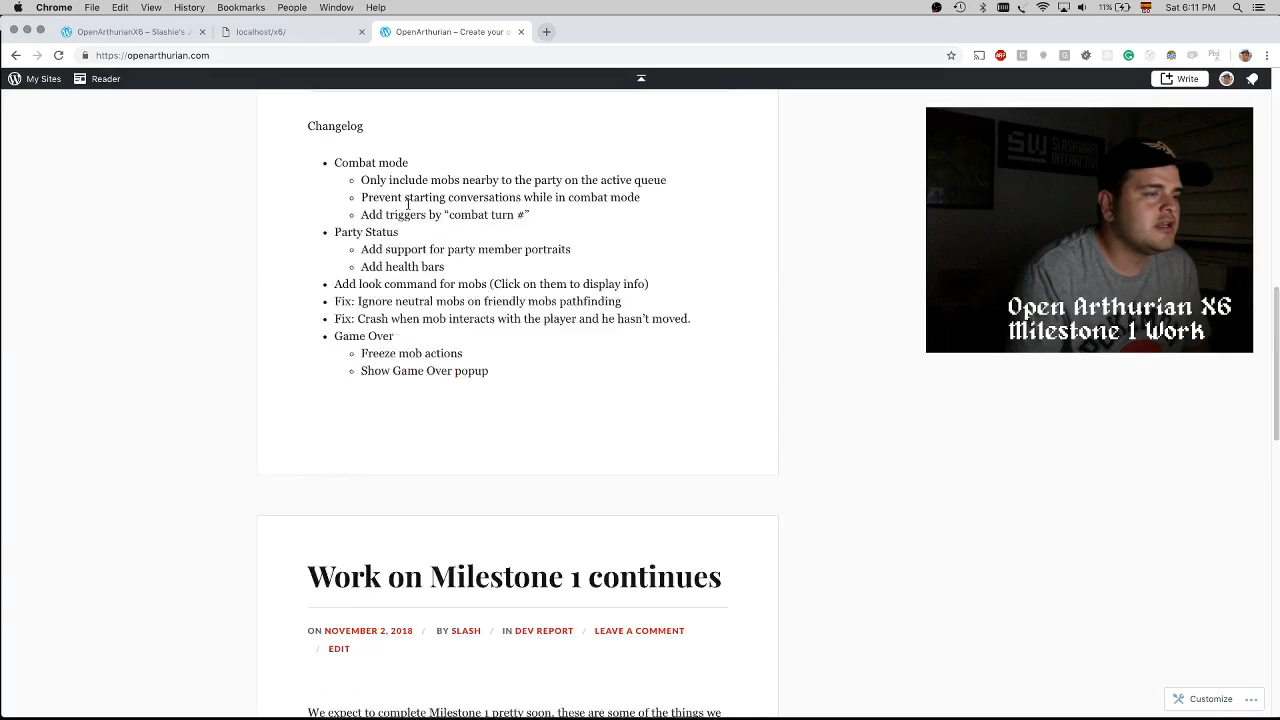 Chrome File Edit View History Bookmarks People Window Help 11% Sat 6:11 PM
OpenArthurianX6 – Slashie's J
localhost/x6/
OpenArthurian – Create your o
https://openarthurian.com
My Sites Reader Write
Changelog
Combat mode
Only include mobs nearby to the party on the active queue
Prevent starting conversations while in combat mode
Add triggers by “combat turn #”
Party Status
Add support for party member portraits
Add health bars
Add look command for mobs (Click on them to display info)
Fix: Ignore neutral mobs on friendly mobs pathfinding
Fix: Crash when mob interacts with the player and he hasn’t moved.
Game Over
Freeze mob actions
Show Game Over popup
SW SLASHWARE
INTERACTIVE
Open Arthurian X6
Milestone 1 Work
Work on Milestone 1 continues
ON NOVEMBER 2, 2018 / BY SLASH / IN DEV REPORT / LEAVE A COMMENT
/ EDIT
We expect to complete Milestone 1 pretty soon, these are some of the things we
Customize